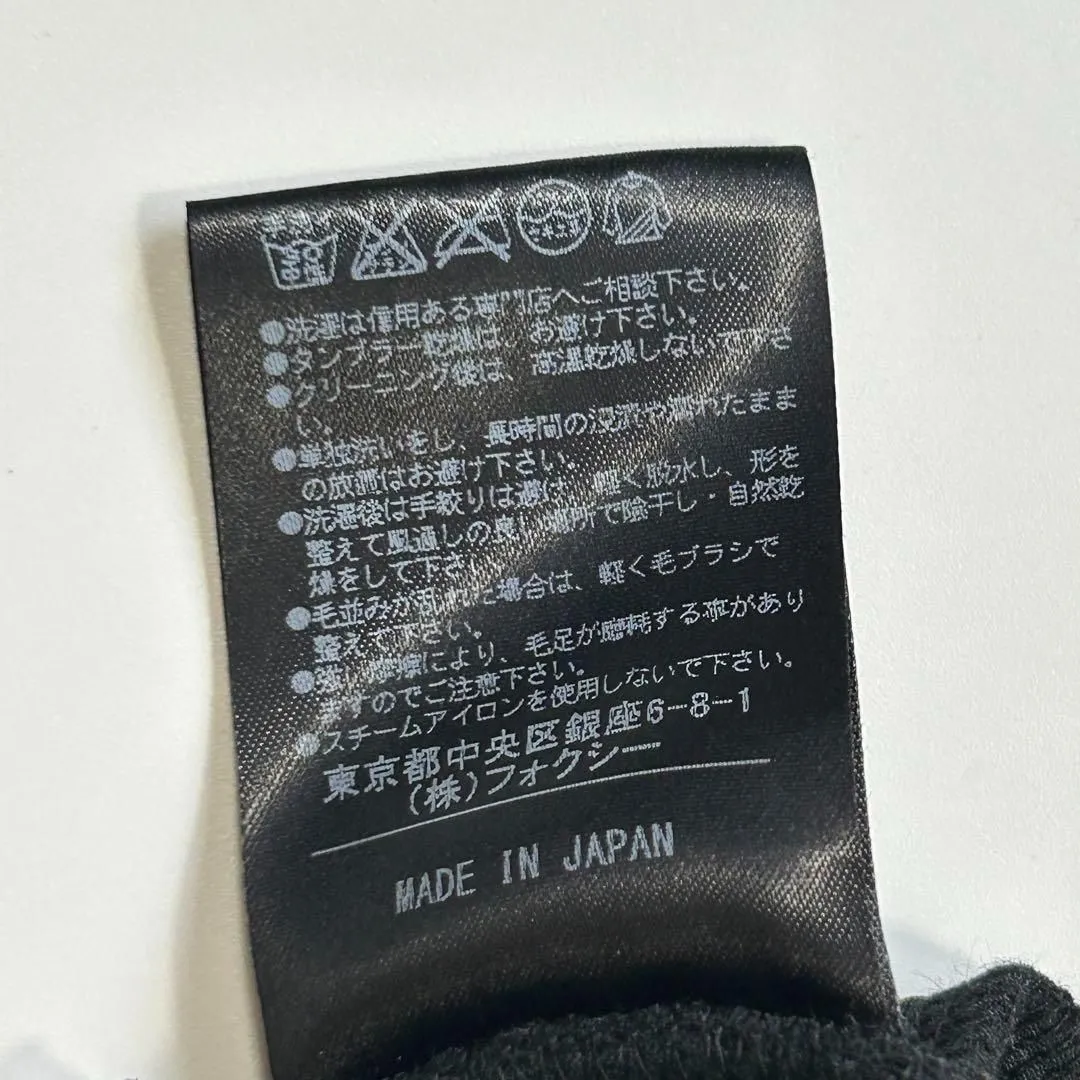 ●洗濯は信用ある専門店へご相談下さい。
●タンブラー乾燥は、お避け下さい。
●クリーニング後は、高温乾燥しないで下さ
い。
●単独洗いをし、長時間の浸漬や濡れたまま
の放置はお避け下さい。
●洗濯後は手絞りは避け、軽く脱水し、形を
整えて風通しの良い場所で陰干し・自然乾
燥をして下さい。
●毛並みが乱れた場合は、軽く毛ブラシで
整えて下さい。
●強い摩擦により、毛足が磨耗する事があり
ますのでご注意下さい。
●スチームアイロンを使用しないで下さい。
東京都中央区銀座6-8-1
(株)フォクシー
MADE IN JAPAN